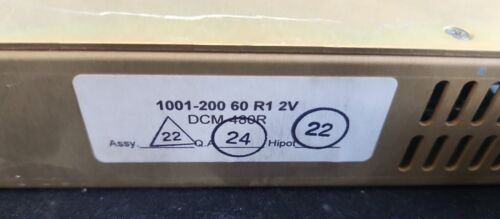 1001-200 60 R1 2V
DCM-480R
Assy. 22 Q.A 24 Hipot 22